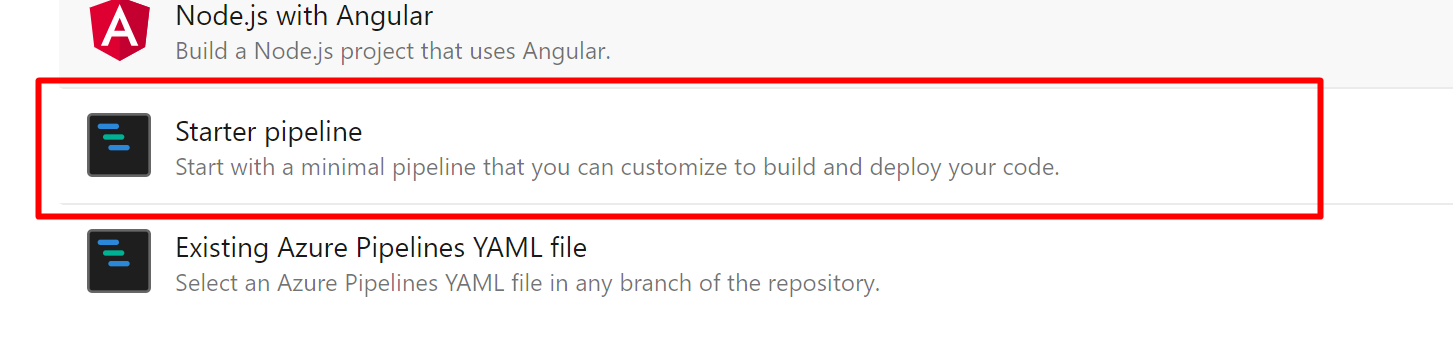 Node.js with Angular
Build a Node.js project that uses Angular.
Starter pipeline
Start with a minimal pipeline that you can customize to build and deploy your code.
Existing Azure Pipelines YAML file
Select an Azure Pipelines YAML file in any branch of the repository.